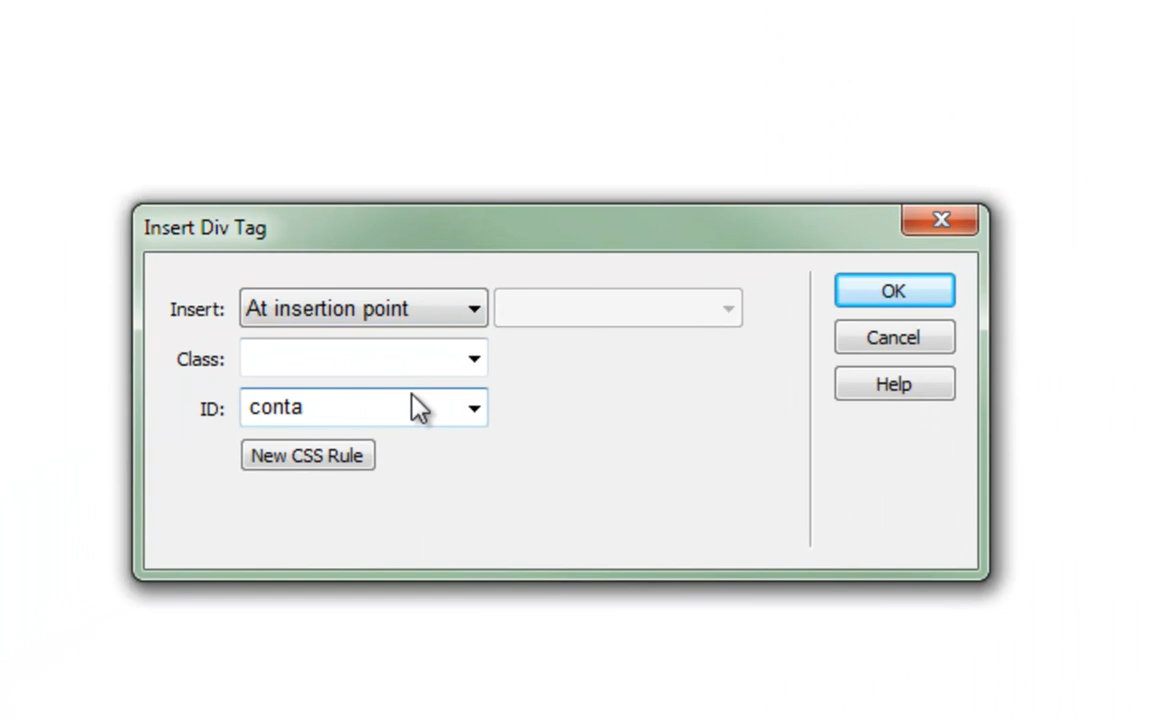 Insert Div Tag
Insert: At insertion point
OK
Cancel
Class:
Help
ID: conta
New CSS Rule